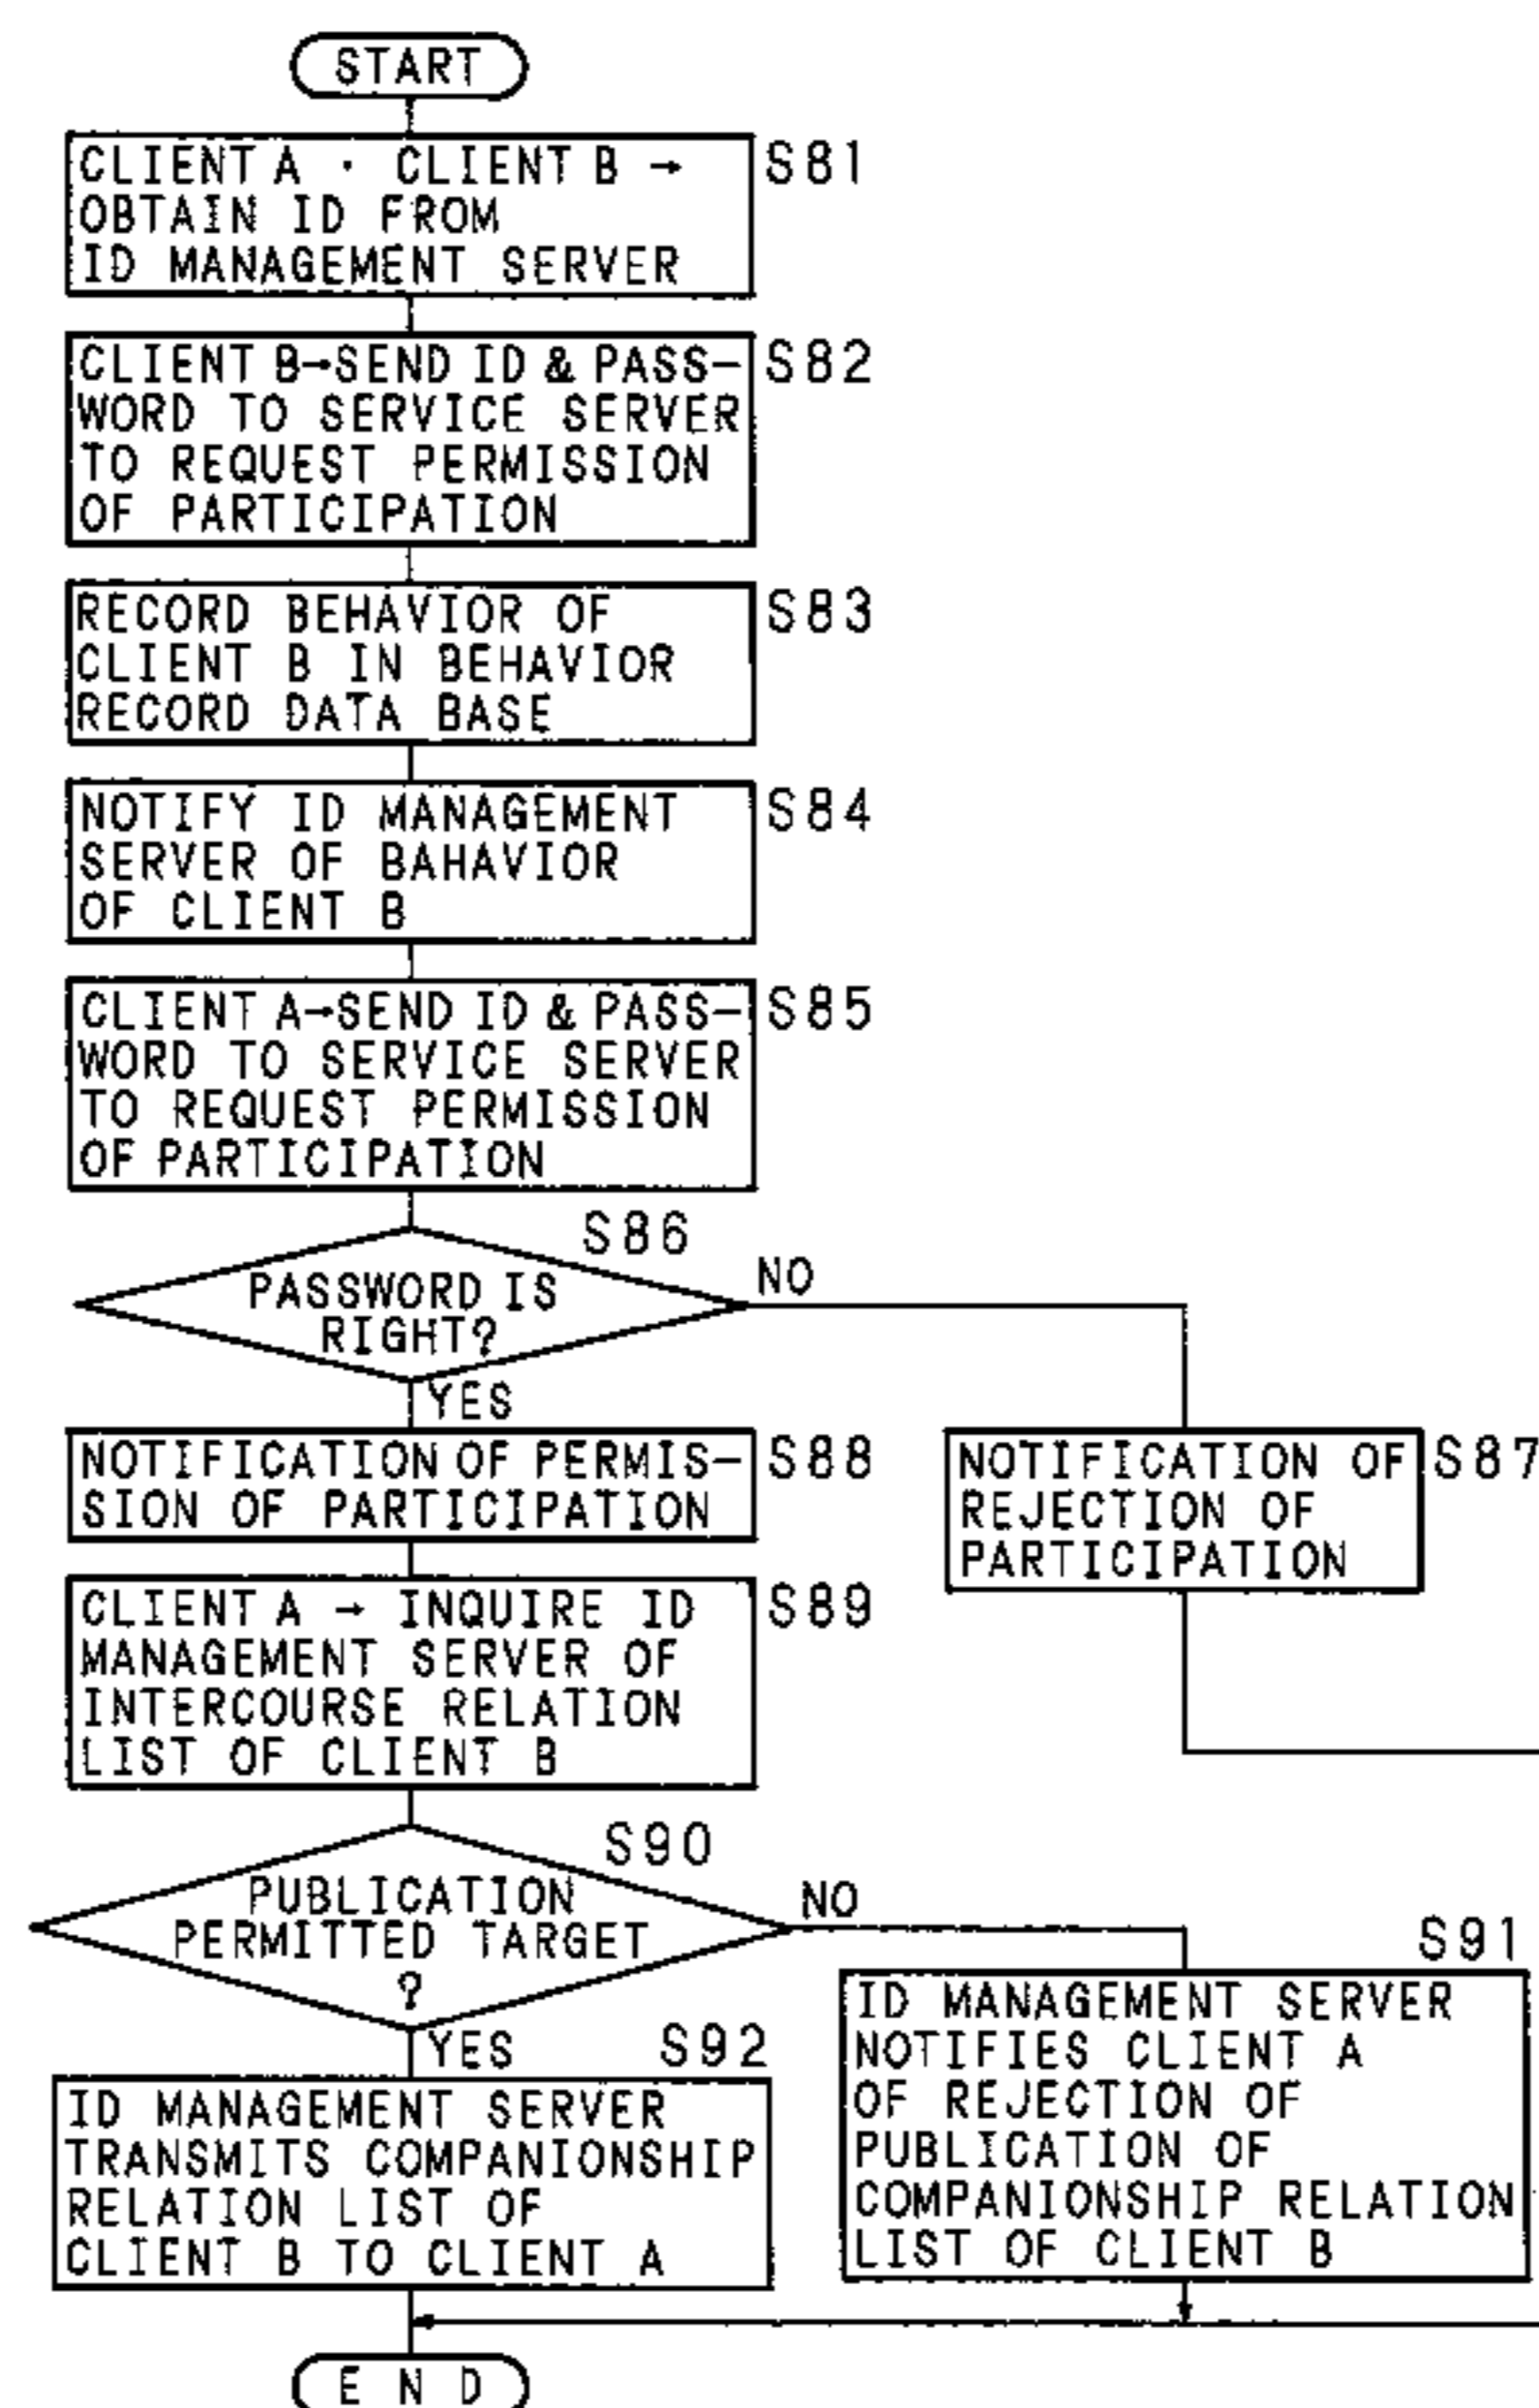 START
CLIENT A · CLIENT B →
OBTAIN ID FROM
ID MANAGEMENT SERVER
S81
CLIENT B→SEND ID & PASS-
WORD TO SERVICE SERVER
TO REQUEST PERMISSION
OF PARTICIPATION
S82
RECORD BEHAVIOR OF
CLIENT B IN BEHAVIOR
RECORD DATA BASE
S83
NOTIFY ID MANAGEMENT
SERVER OF BAHAVIOR
OF CLIENT B
S84
CLIENT A→SEND ID & PASS-
WORD TO SERVICE SERVER
TO REQUEST PERMISSION
OF PARTICIPATION
S85
S86
PASSWORD IS
RIGHT?
NO
YES
NOTIFICATION OF PERMIS-
SION OF PARTICIPATION
S88
NOTIFICATION OF
REJECTION OF
PARTICIPATION
S87
CLIENT A → INQUIRE ID
MANAGEMENT SERVER OF
INTERCOURSE RELATION
LIST OF CLIENT B
S89
S90
PUBLICATION
PERMITTED TARGET
?
NO
YES
S92
ID MANAGEMENT SERVER
TRANSMITS COMPANIONSHIP
RELATION LIST OF
CLIENT B TO CLIENT A
S91
ID MANAGEMENT SERVER
NOTIFIES CLIENT A
OF REJECTION OF
PUBLICATION OF
COMPANIONSHIP RELATION
LIST OF CLIENT B
END